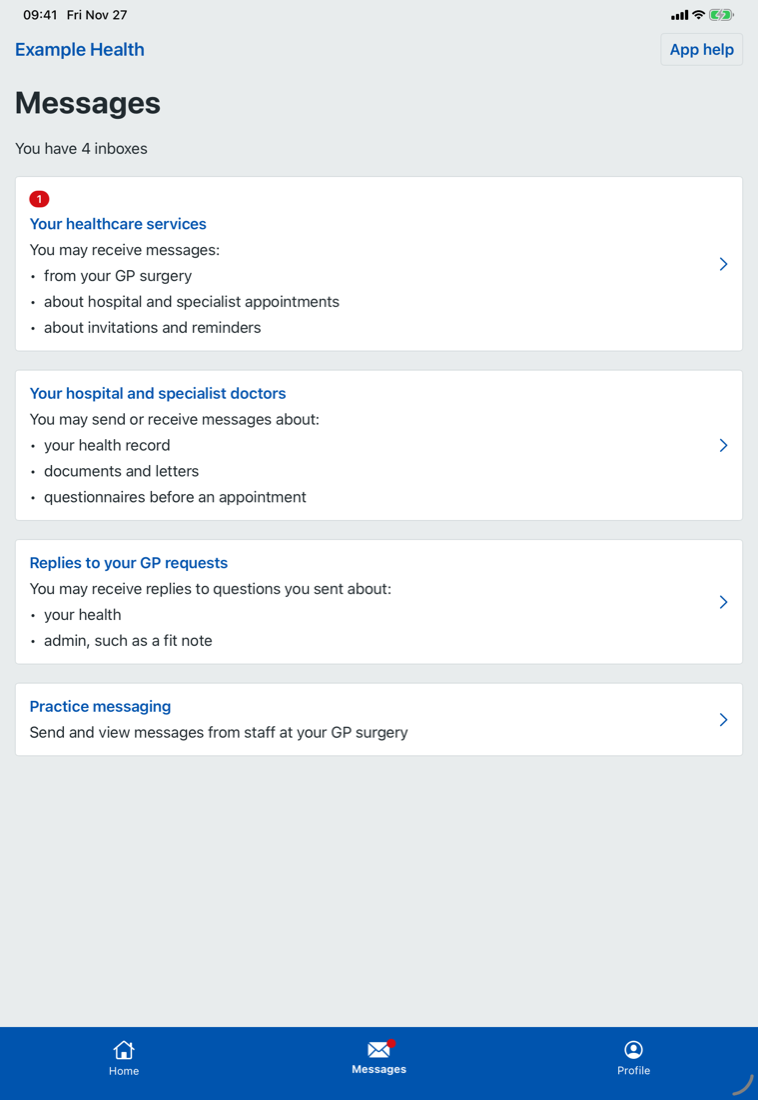 09:41 Fri Nov 27
Example Health
App help
Messages
You have 4 inboxes
1
Your healthcare services
You may receive messages:
• from your GP surgery
• about hospital and specialist appointments
• about invitations and reminders
Your hospital and specialist doctors
You may send or receive messages about:
• your health record
• documents and letters
• questionnaires before an appointment
Replies to your GP requests
You may receive replies to questions you sent about:
• your health
• admin, such as a fit note
Practice messaging
Send and view messages from staff at your GP surgery
Home
Messages
Profile